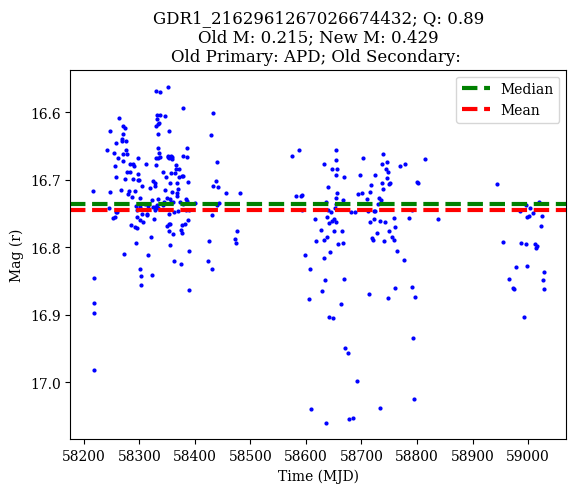 GDR1_2162961267026674432; Q: 0.89
Old M: 0.215; New M: 0.429
Old Primary: APD; Old Secondary:
Median
Mean
16.6
16.7
16.8
16.9
17.0
Mag (r)
58200 58300 58400 58500 58600 58700 58800 58900 59000
Time (MJD)